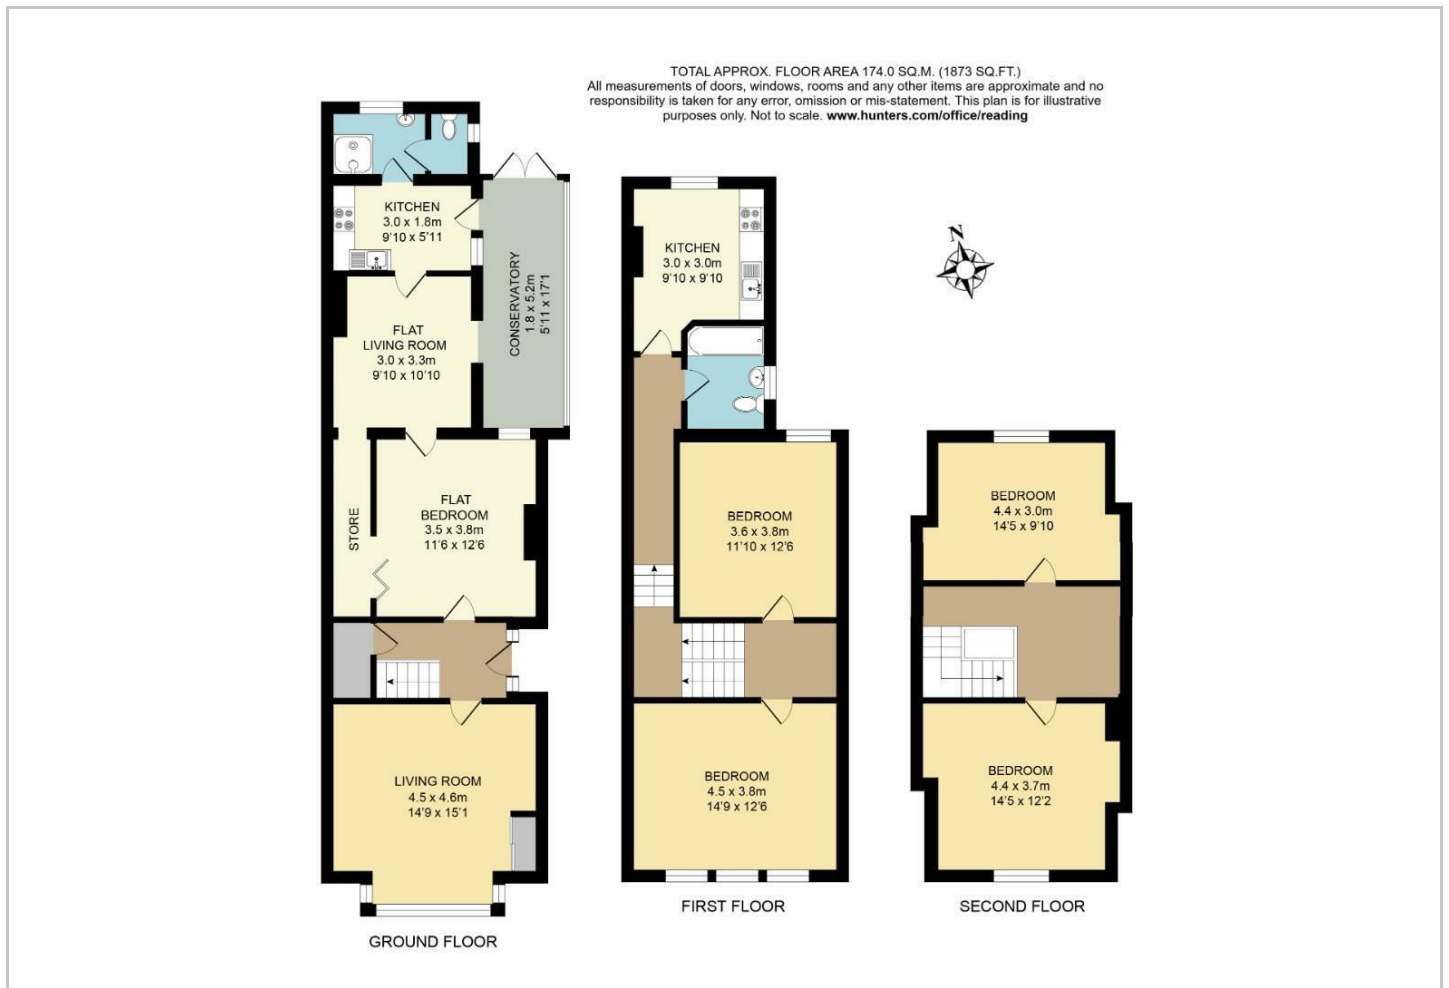 TOTAL APPROX. FLOOR AREA 174.0 SQ.M. (1873 SQ.FT.)
All measurements of doors, windows, rooms and any other items are approximate and no
responsibility is taken for any error, omission or mis-statement. This plan is for illustrative
purposes only. Not to scale. www.hunters.com/office/reading
KITCHEN
3.0 x 1.8m
9'10 x 5'11
CONSERVATORY
1.8 x 5.2m
5'11 x 17'1
FLAT
LIVING ROOM
3.0 x 3.3m
9'10 x 10'10
STORE
FLAT
BEDROOM
3.5 x 3.8m
11'6 x 12'6
LIVING ROOM
4.5 x 4.6m
14'9 x 15'1
GROUND FLOOR
KITCHEN
3.0 x 3.0m
9'10 x 9'10
BEDROOM
3.6 x 3.8m
11'10 x 12'6
BEDROOM
4.5 x 3.8m
14'9 x 12'6
FIRST FLOOR
N
BEDROOM
4.4 x 3.0m
14'5 x 9'10
BEDROOM
4.4 x 3.7m
14'5 x 12'2
SECOND FLOOR